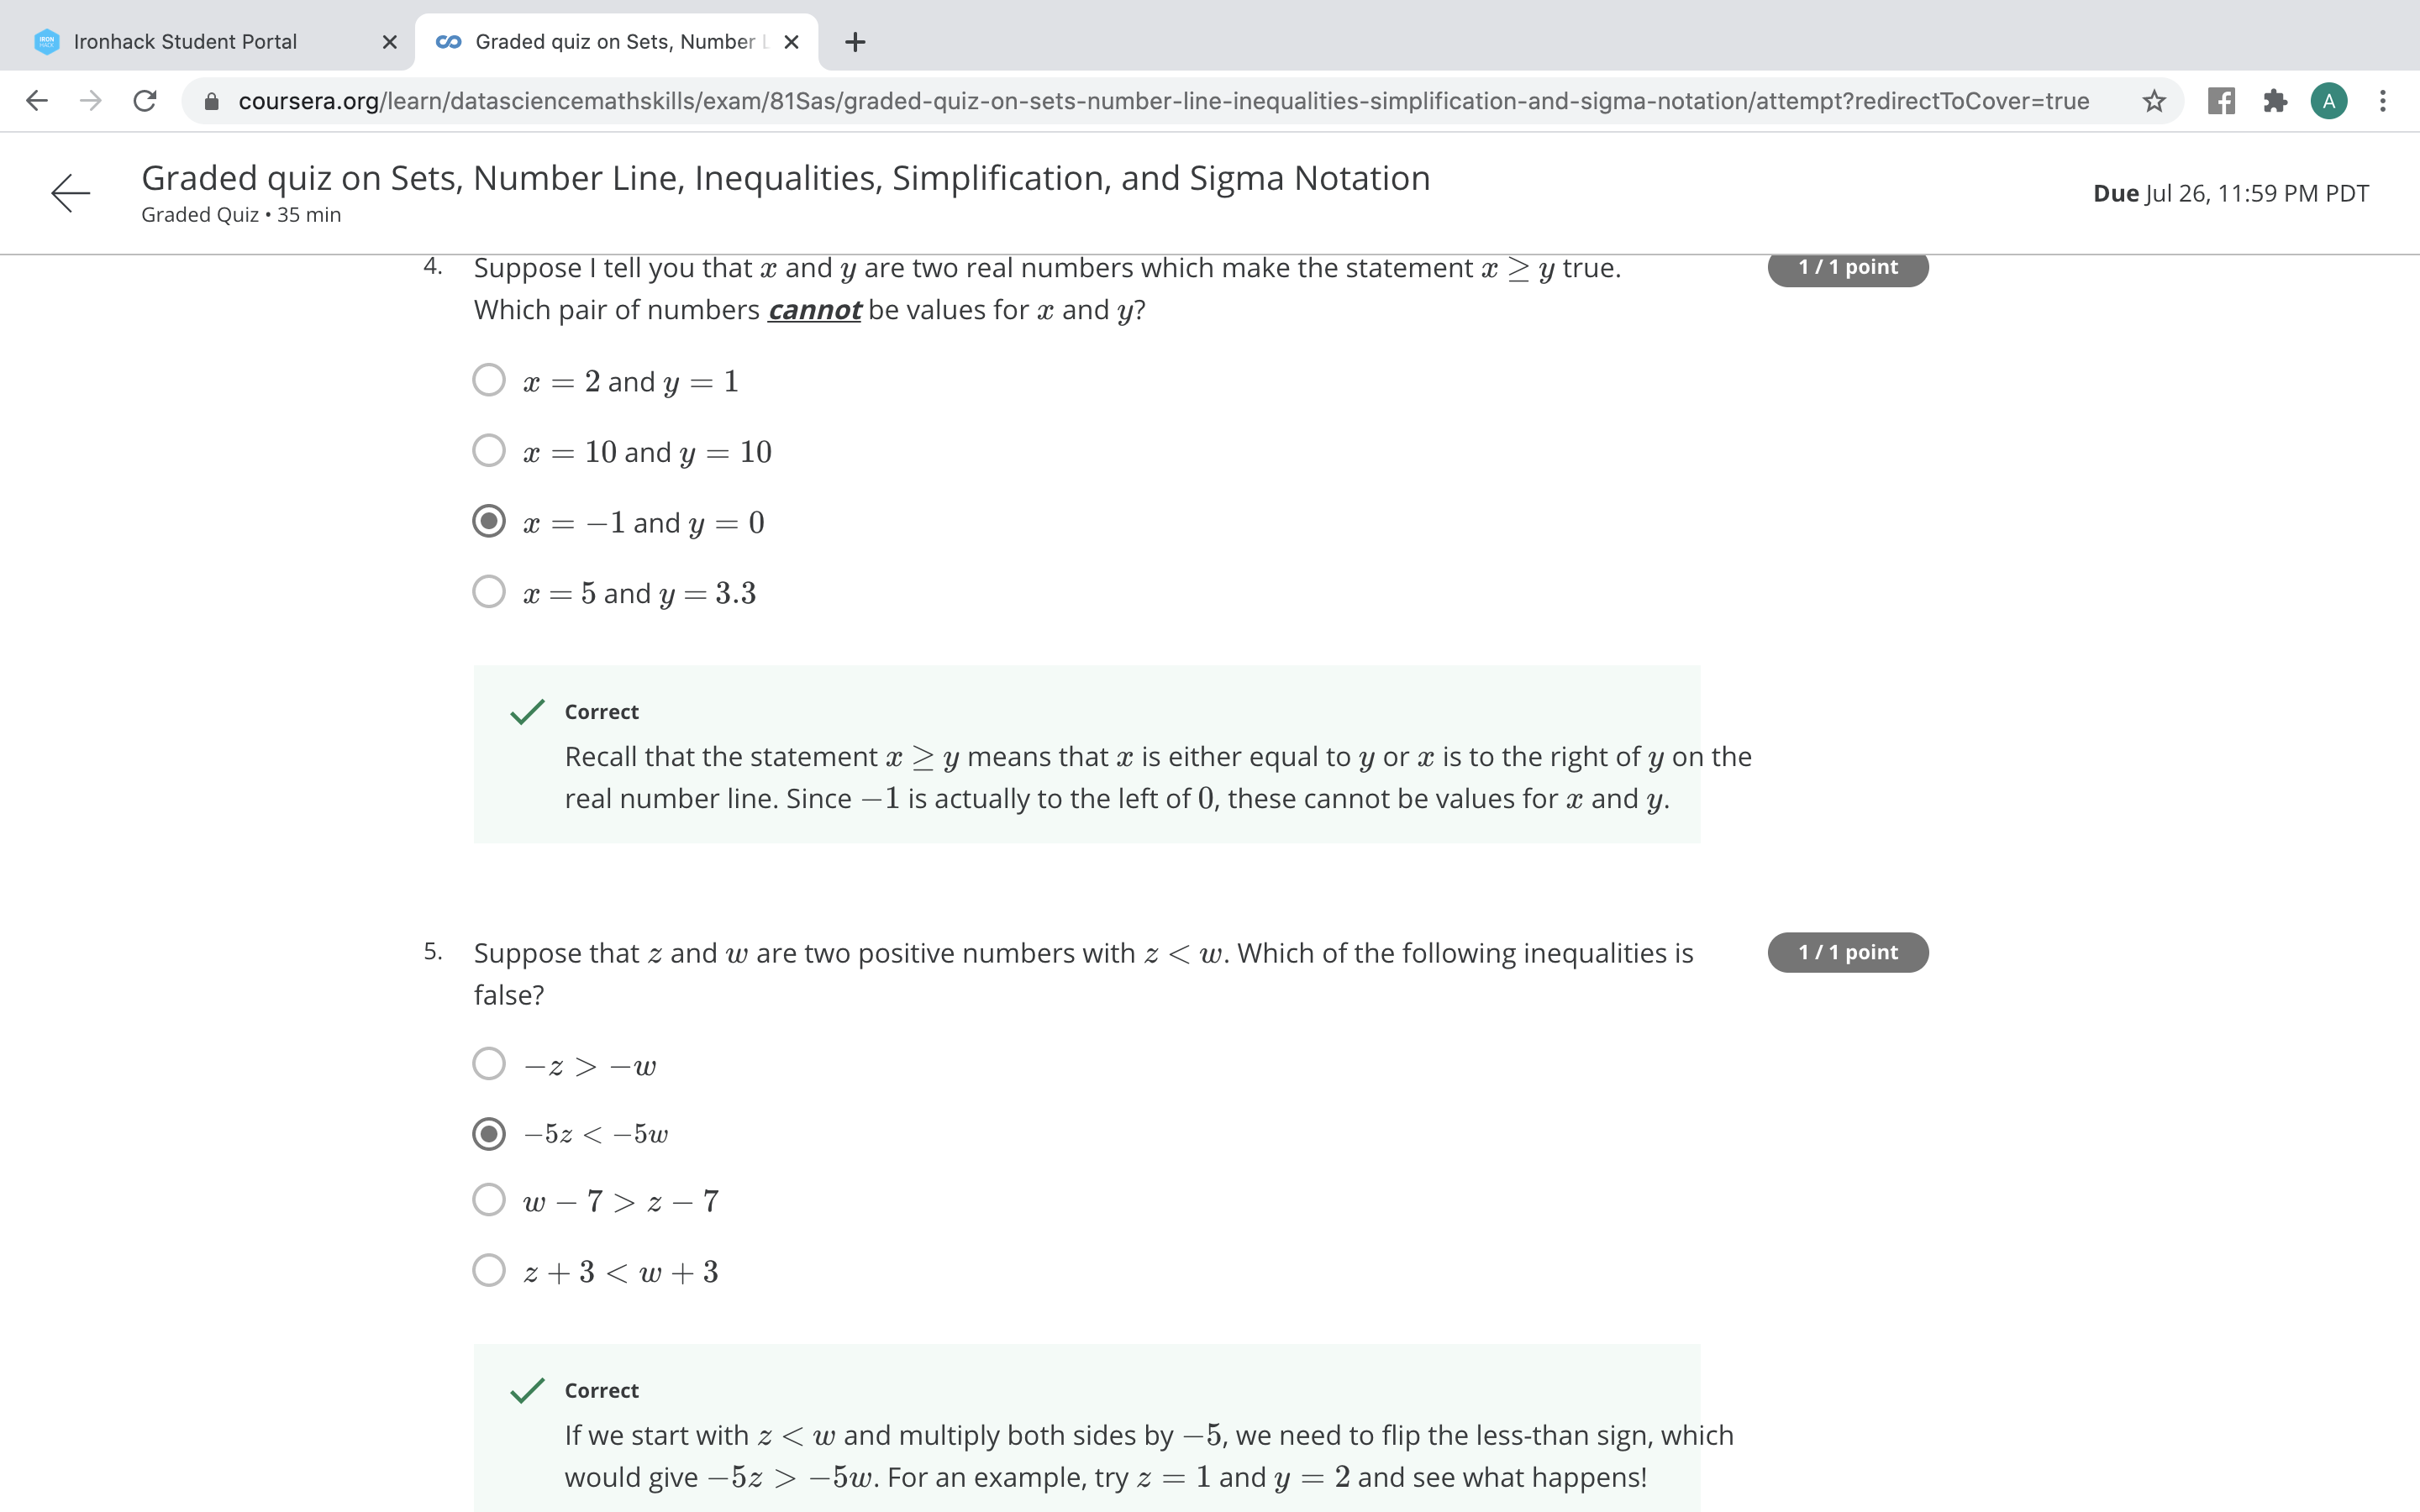 Ironhack Student Portal
Graded quiz on Sets, Number L
coursera.org/learn/datasciencemathskills/exam/81Sas/graded-quiz-on-sets-number-line-inequalities-simplification-and-sigma-notation/attempt?redirectToCover=true
A
Graded quiz on Sets, Number Line, Inequalities, Simplification, and Sigma Notation
Graded Quiz • 35 min
Due Jul 26, 11:59 PM PDT
4. Suppose I tell you that x and y are two real numbers which make the statement x ≥ y true.
1 / 1 point
Which pair of numbers cannot be values for x and y?
x = 2 and y = 1
x = 10 and y = 10
x = −1 and y = 0
x = 5 and y = 3.3
Correct
Recall that the statement x ≥ y means that x is either equal to y or x is to the right of y on the
real number line. Since −1 is actually to the left of 0, these cannot be values for x and y.
5. Suppose that z and w are two positive numbers with z < w. Which of the following inequalities is
1 / 1 point
false?
−z > −w
−5z < −5w
w − 7 > z − 7
z + 3 < w + 3
Correct
If we start with z < w and multiply both sides by −5, we need to flip the less-than sign, which
would give −5z > −5w. For an example, try z = 1 and y = 2 and see what happens!